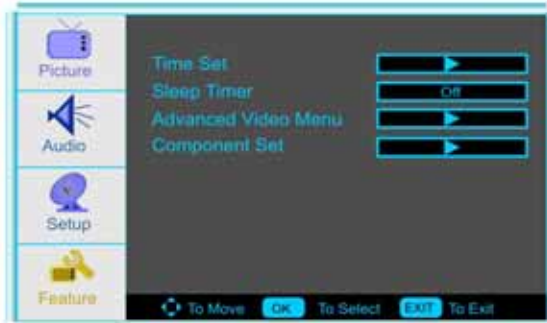 Picture
Audio
Setup
Feature
Time Set
Sleep Timer Off
Advanced Video Menu
Component Set
To Move OK To Select EXIT To Exit